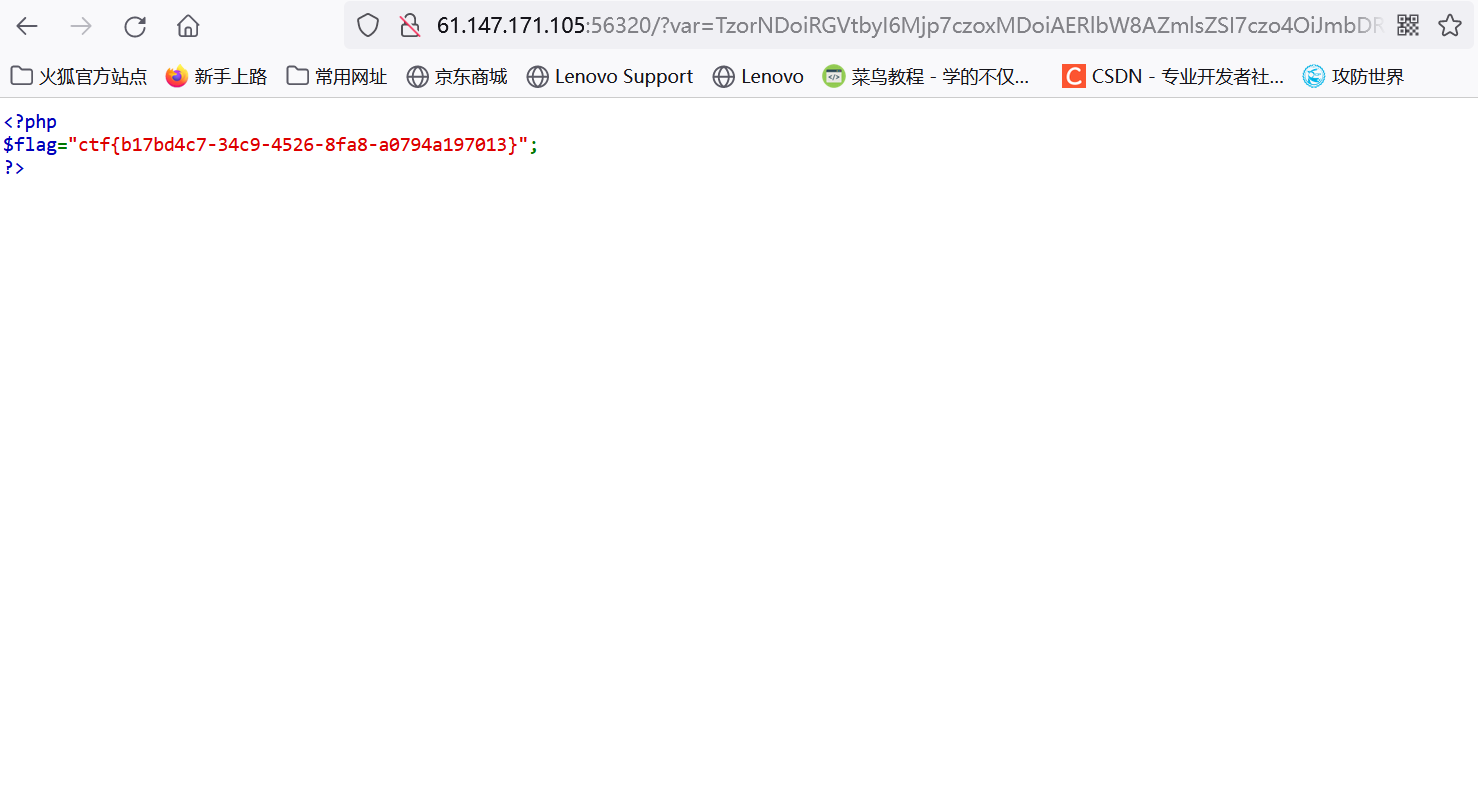 61.147.171.105:56320/?var=TzorNDoiRGVtbyI6Mjp7czoxMDoiAERlbW8AZmlsZSI7czo4OiJmbDR
火狐官方站点 新手上路 常用网址 京东商城 Lenovo Support Lenovo 菜鸟教程 - 学的不仅... C CSDN - 专业开发者社... 攻防世界
<?php
$flag="ctf{b17bd4c7-34c9-4526-8fa8-a0794a197013}";
?>